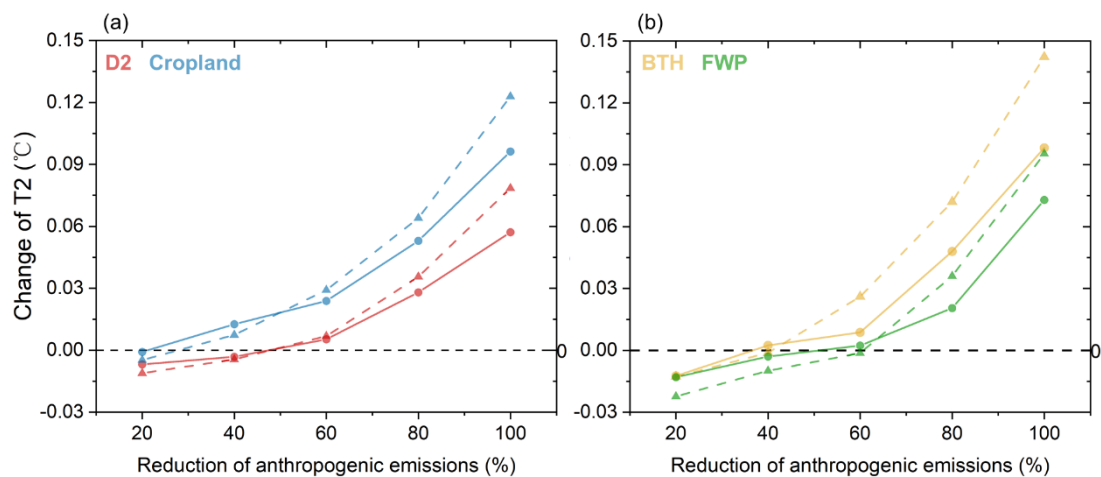 (a)
D2 Cropland
Change of T2 (℃)
0.15
0.12
0.09
0.06
0.03
0.00
-0.03
0
20 40 60 80 100
Reduction of anthropogenic emissions (%)
(b)
BTH FWP
0.15
0.12
0.09
0.06
0.03
0.00
-0.03
0
20 40 60 80 100
Reduction of anthropogenic emissions (%)